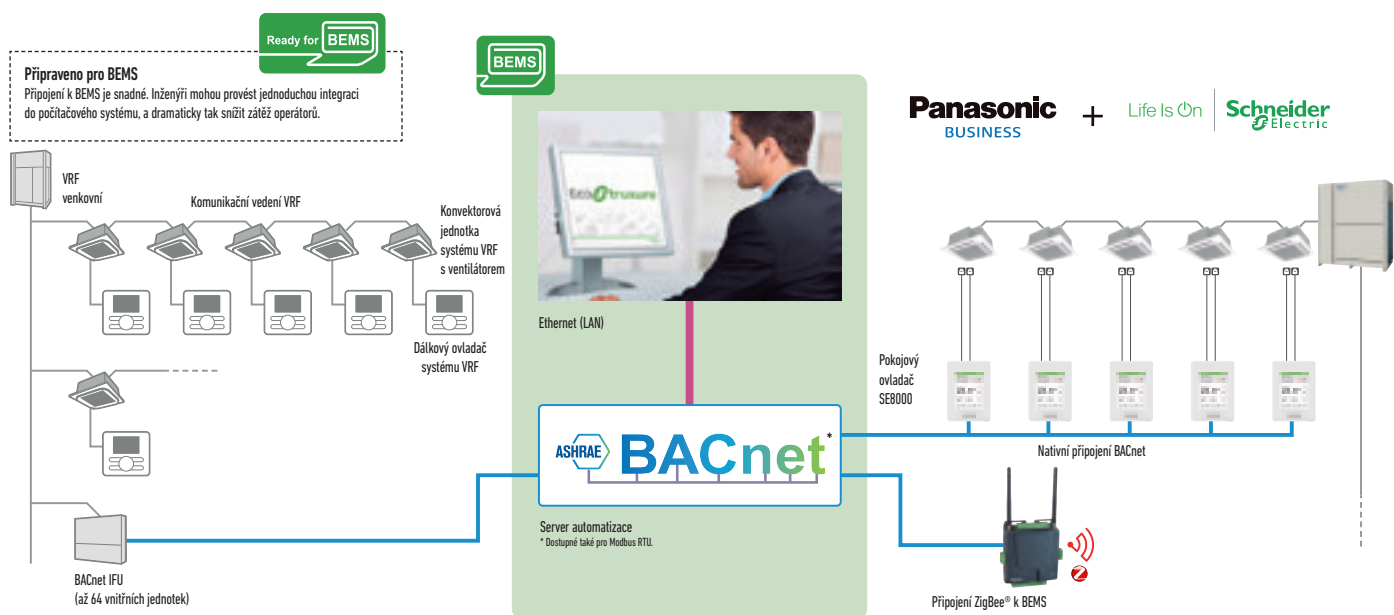 Ready for BEMS
Připraveno pro BEMS
Připojení k BEMS je snadné. Inženýři mohou provést jednoduchou integraci
do počítačového systému, a dramaticky tak snížit zátěž operátorů.
VRF
venkovní
Komunikační vedení VRF
Konvektorová
jednotka
systému VRF
s ventilátorem
Dálkový ovladač
systému VRF
BACnet IFU
(až 64 vnitřních jednotek)
BEMS
EcoStruxure
Ethernet (LAN)
ASHRAE BACnet*
Server automatizace
* Dostupné také pro Modbus RTU.
Panasonic
BUSINESS
+
Life Is On
Schneider
Electric
Pokojový
ovladač
SE8000
Nativní připojení BACnet
Připojení ZigBee® k BEMS